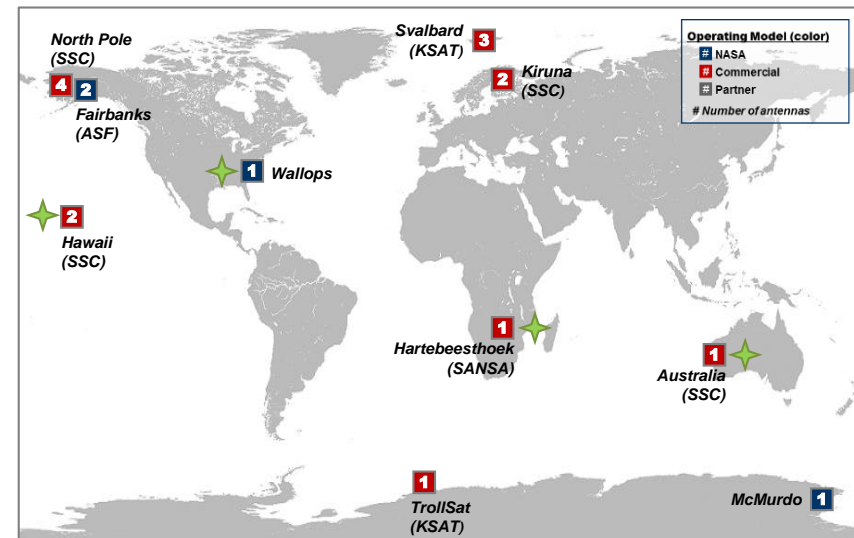 North Pole
(SSC)
4
2
Fairbanks
(ASF)
Svalbard
(KSAT)
3
2
Kiruna
(SSC)
Operating Model (color)
# NASA
# Commercial
# Partner
# Number of antennas
1
Wallops
2
Hawaii
(SSC)
1
Hartebeesthoek
(SANSA)
1
Australia
(SSC)
1
TrollSat
(KSAT)
McMurdo
1